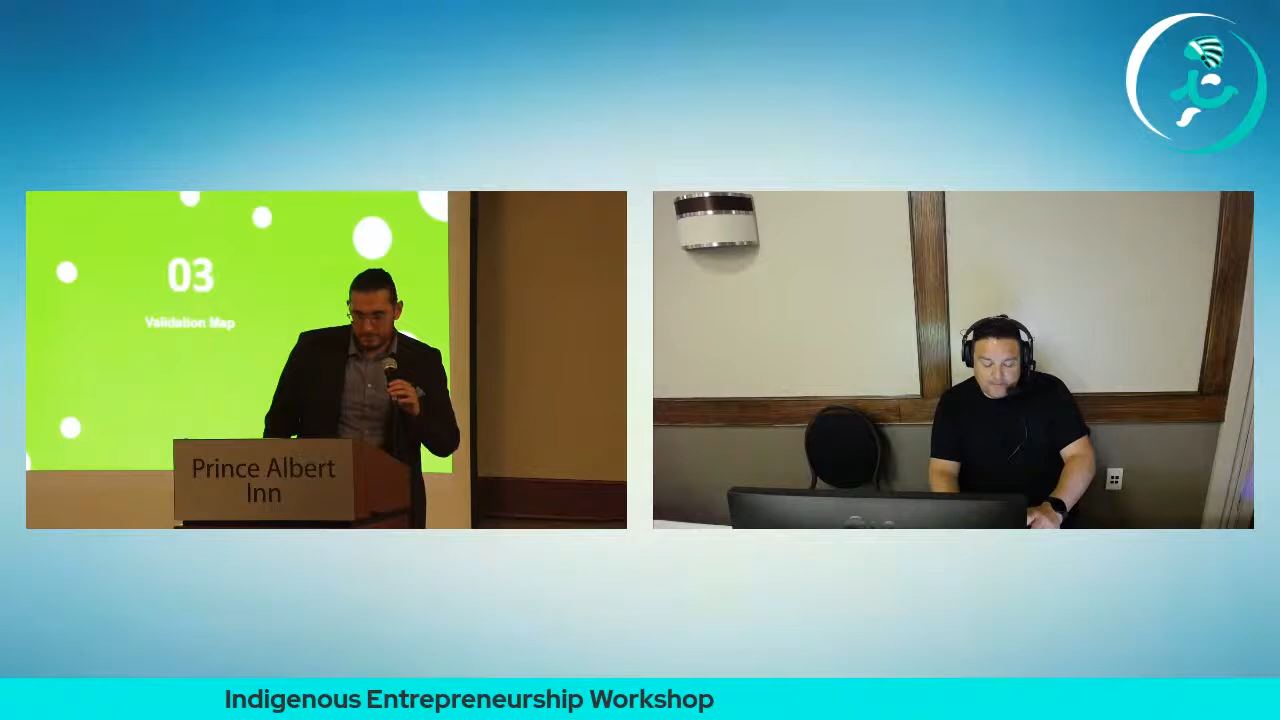 03
Validation Map
Prince Albert
Inn
Indigenous Entrepreneurship Workshop